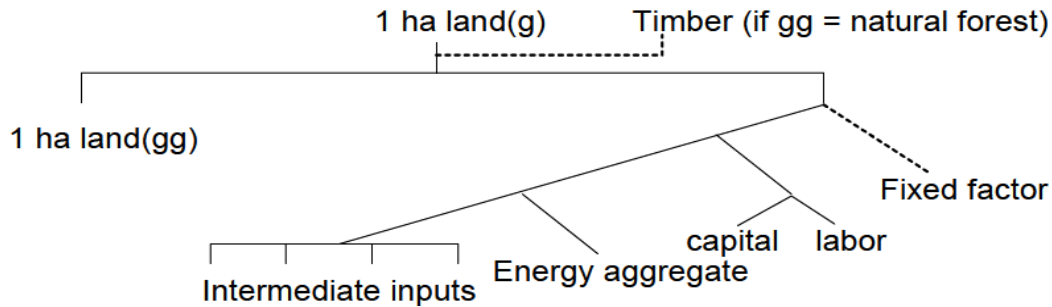 1 ha land(g)
Timber (if gg = natural forest)
1 ha land(gg)
Fixed factor
capital
labor
Energy aggregate
Intermediate inputs